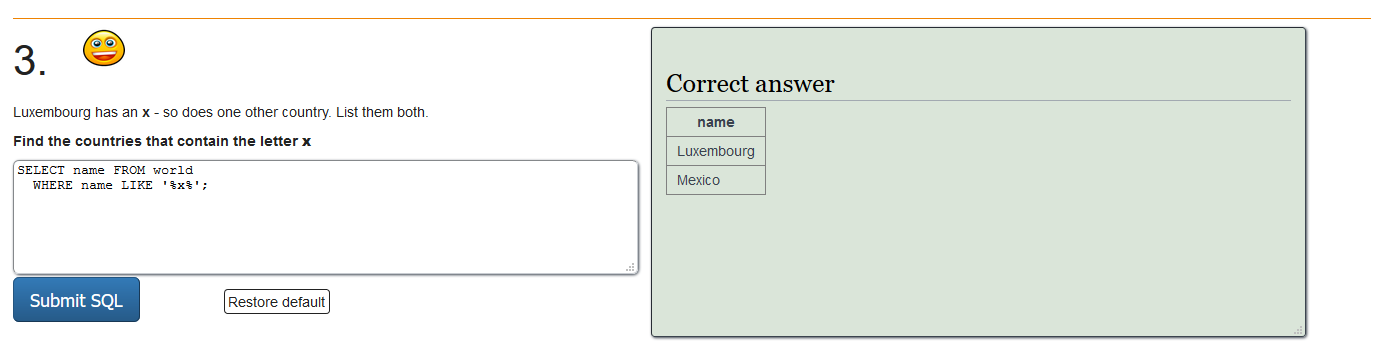 3.
Luxembourg has an x - so does one other country. List them both.
Find the countries that contain the letter x
SELECT name FROM world
  WHERE name LIKE '%x%';
Submit SQL
Restore default
Correct answer
name
Luxembourg
Mexico